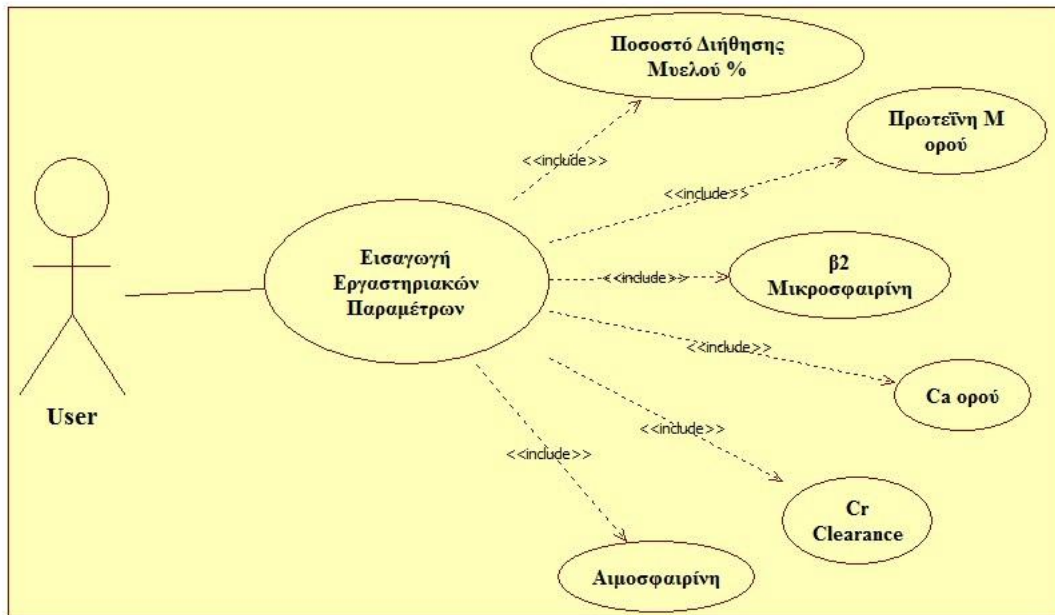 Ποσοστό Διήθησης
Μυελού %
Πρωτεΐνη Μ
ορού
<<include>>
<<include>>
Εισαγωγή
Εργαστηριακών
Παραμέτρων
β2
Μικροσφαιρίνη
<<include>>
<<include>>
Ca ορού
User
<<include>>
<<include>>
Cr
Clearance
Αιμοσφαιρίνη